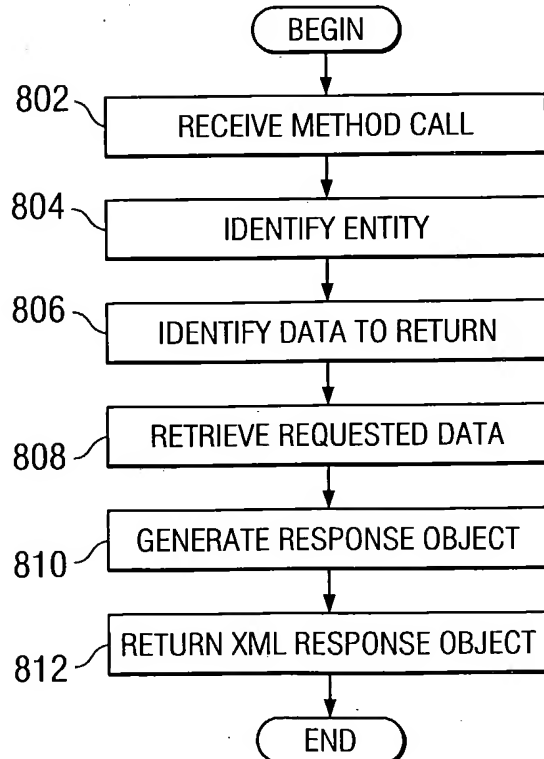 BEGIN
802
RECEIVE METHOD CALL
804
IDENTIFY ENTITY
806
IDENTIFY DATA TO RETURN
808
RETRIEVE REQUESTED DATA
810
GENERATE RESPONSE OBJECT
812
RETURN XML RESPONSE OBJECT
END